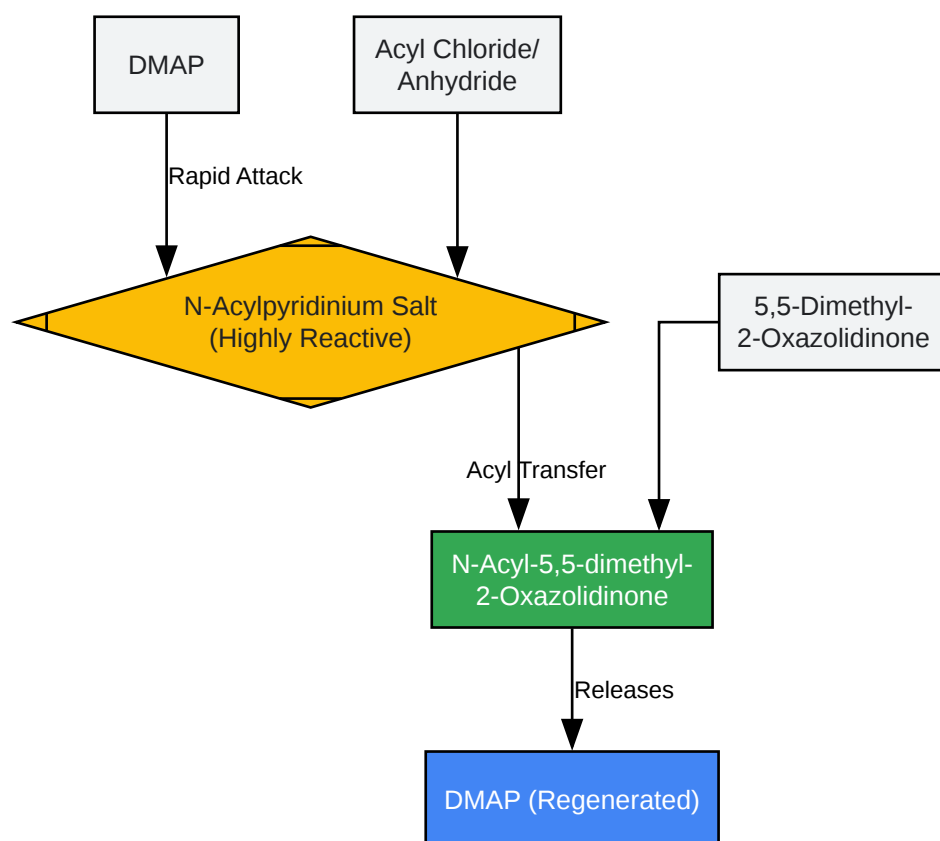 DMAP
Acyl Chloride/
Anhydride
Rapid Attack
N-Acylpyridinium Salt
(Highly Reactive)
5,5-Dimethyl-
2-Oxazolidinone
Acyl Transfer
N-Acyl-5,5-dimethyl-
2-Oxazolidinone
Releases
DMAP (Regenerated)